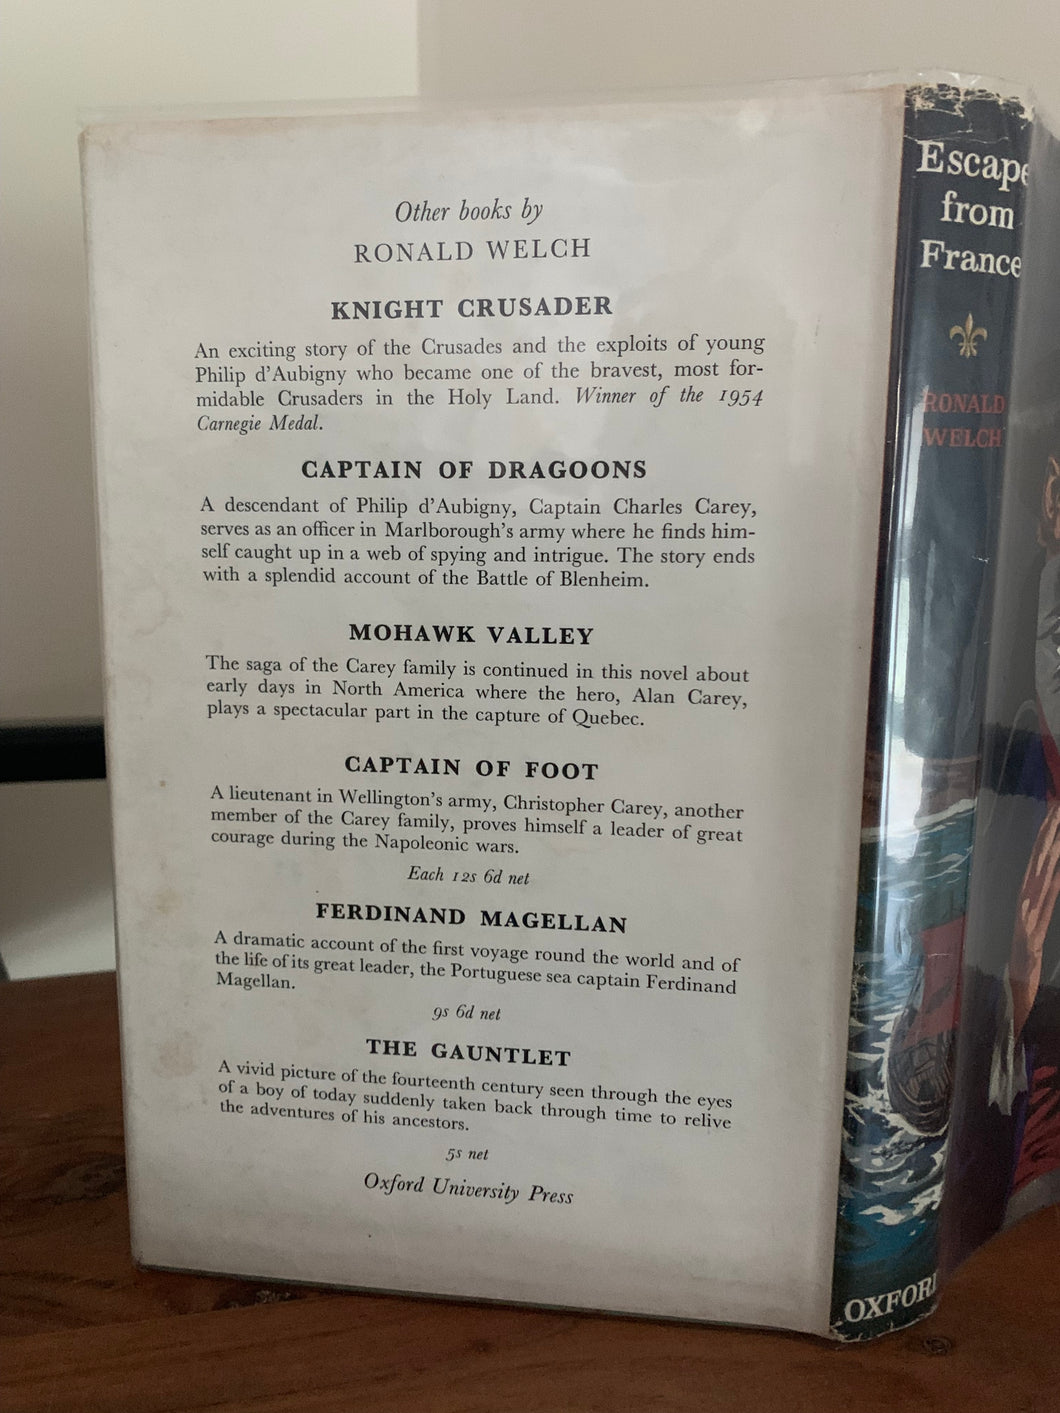 Other books by
RONALD WELCH
KNIGHT CRUSADER
An exciting story of the Crusades and the exploits of young
Philip d'Aubigny who became one of the bravest, most for-
midable Crusaders in the Holy Land. Winner of the 1954
Carnegie Medal.
CAPTAIN OF DRAGOONS
A descendant of Philip d'Aubigny, Captain Charles Carey,
serves as an officer in Marlborough's army where he finds him-
self caught up in a web of spying and intrigue. The story ends
with a splendid account of the Battle of Blenheim.
MOHAWK VALLEY
The saga of the Carey family is continued in this novel about
early days in North America where the hero, Alan Carey,
plays a spectacular part in the capture of Quebec.
CAPTAIN OF FOOT
A lieutenant in Wellington's army, Christopher Carey, another
member of the Carey family, proves himself a leader of great
courage during the Napoleonic wars.
Each 12s 6d net
FERDINAND MAGELLAN
A dramatic account of the first voyage round the world and of
the life of its great leader, the Portuguese sea captain Ferdinand
Magellan.
9s 6d net
THE GAUNTLET
A vivid picture of the fourteenth century seen through the eyes
of a boy of today suddenly taken back through time to relive
the adventures of his ancestors.
5s net
Oxford University Press
Escape
from
France
RONALD
WELCH
OXFORD